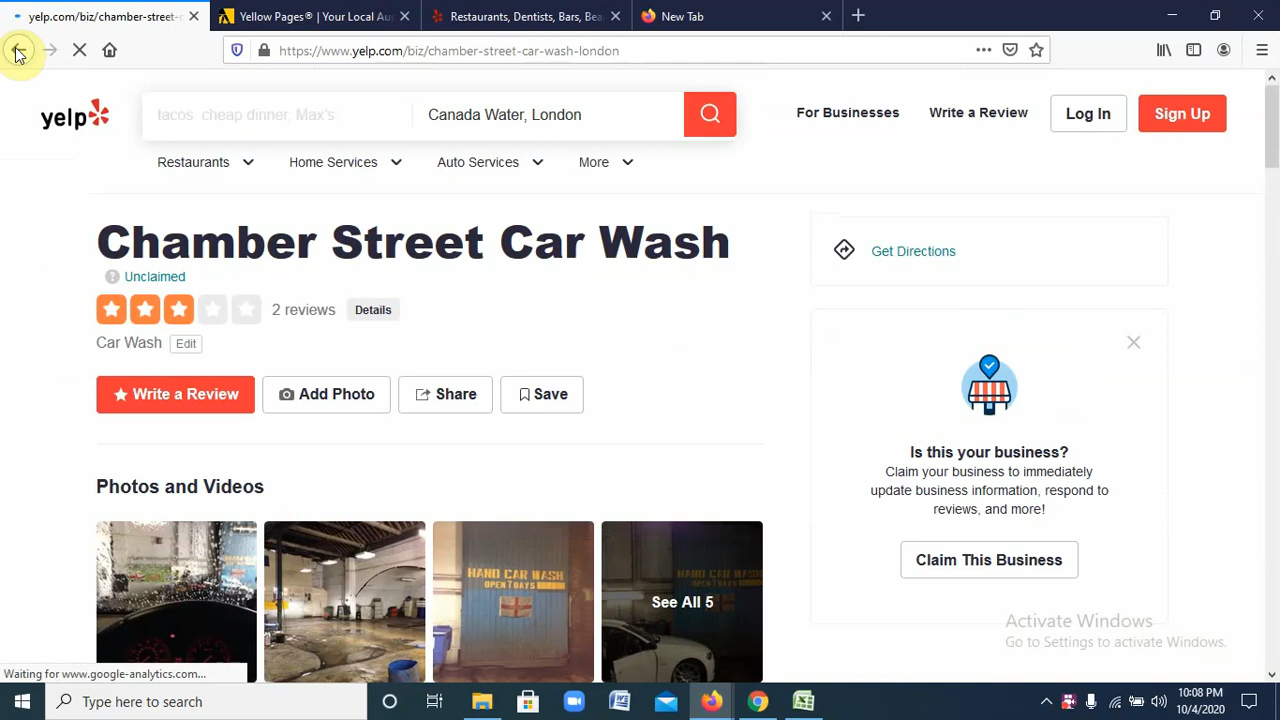 yelp.com/biz/chamber-street-
Yellow Pages® | Your Local Aus
Restaurants, Dentists, Bars, Bea
New Tab
https://www.yelp.com/biz/chamber-street-car-wash-london
yelp
tacos cheap dinner, Max's
Canada Water, London
For Businesses
Write a Review
Log In
Sign Up
Restaurants
Home Services
Auto Services
More
Chamber Street Car Wash
Unclaimed
2 reviews
Details
Car Wash
Edit
Write a Review
Add Photo
Share
Save
Get Directions
Is this your business?
Claim your business to immediately
update business information, respond to
reviews, and more!
Claim This Business
Photos and Videos
HAND CAR WASH
OPEN 7 DAYS
HAND CAR WASH
See All 5
Activate Windows
Go to Settings to activate Windows.
Waiting for www.google-analytics.com...
Type here to search
10:08 PM
10/4/2020